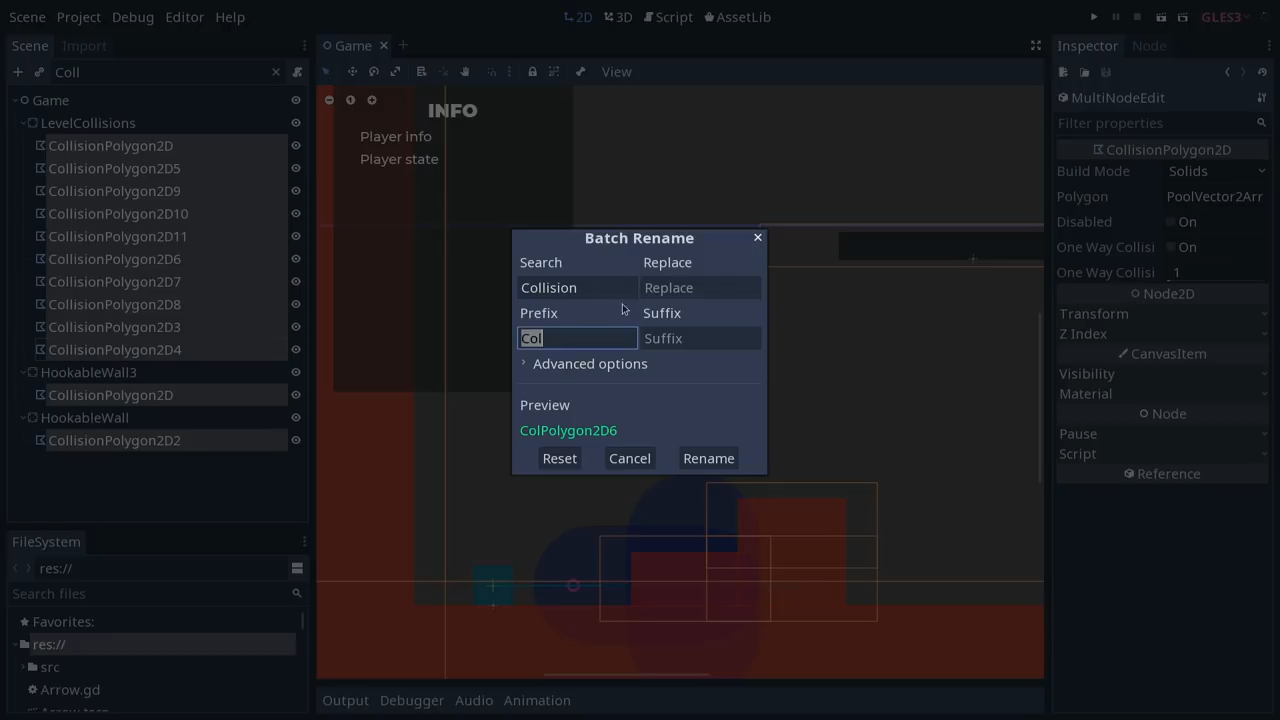 Scene Project Debug Editor Help
2D 3D Script AssetLib
GLES3
Scene Import
Coll
Game
LevelCollisions
CollisionPolygon2D
CollisionPolygon2D5
CollisionPolygon2D9
CollisionPolygon2D10
CollisionPolygon2D11
CollisionPolygon2D6
CollisionPolygon2D7
CollisionPolygon2D8
CollisionPolygon2D3
CollisionPolygon2D4
HookableWall3
CollisionPolygon2D
HookableWall
CollisionPolygon2D2
FileSystem
res://
Search files
Favorites:
res://
src
Arrow.gd
Game
View
INFO
Player info
Player state
Batch Rename
Search Replace
Collision Replace
Prefix Suffix
Col Suffix
Advanced options
Preview
ColPolygon2D6
Reset Cancel Rename
Output Debugger Audio Animation
Inspector Node
MultiNodeEdit
Filter properties
CollisionPolygon2D
Build Mode Solids
Polygon PoolVector2Arr
Disabled On
One Way Collisi On
One Way Collisi 1
Node2D
Transform
Z Index
CanvasItem
Visibility
Material
Node
Pause
Script
Reference